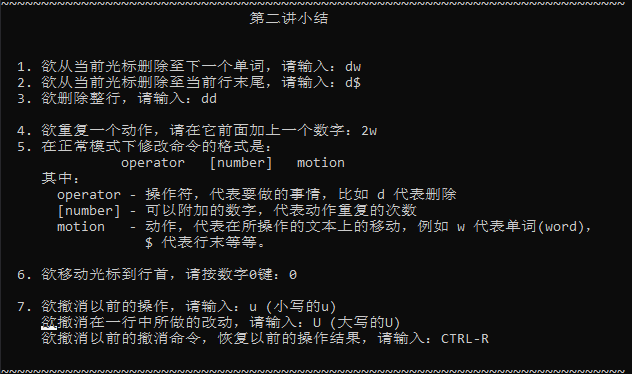 ~~~~~~~~~~~~~~~~~~~~~~~~~~~~~~~~~~~~~~~~~~~~~~~~~~~~~~~~~~~~~~~~~~~~~~~~~~~~~~
第二讲小结
1. 欲从当前光标删除至下一个单词，请输入：dw
2. 欲从当前光标删除至当前行末尾，请输入：d$
3. 欲删除整行，请输入：dd
4. 欲重复一个动作，请在它前面加上一个数字：2w
5. 在正常模式下修改命令的格式是：
operator   [number]   motion
其中：
operator - 操作符，代表要做的事情，比如 d 代表删除
[number] - 可以附加的数字，代表动作重复的次数
motion   - 动作，代表在所操作的文本上的移动，例如 w 代表单词(word)，
$ 代表行末等等。
6. 欲移动光标到行首，请按数字0键：0
7. 欲撤消以前的操作，请输入：u (小写的u)
欲撤消在一行中所做的改动，请输入：U (大写的U)
欲撤消以前的撤消命令，恢复以前的操作结果，请输入：CTRL-R
~~~~~~~~~~~~~~~~~~~~~~~~~~~~~~~~~~~~~~~~~~~~~~~~~~~~~~~~~~~~~~~~~~~~~~~~~~~~~~